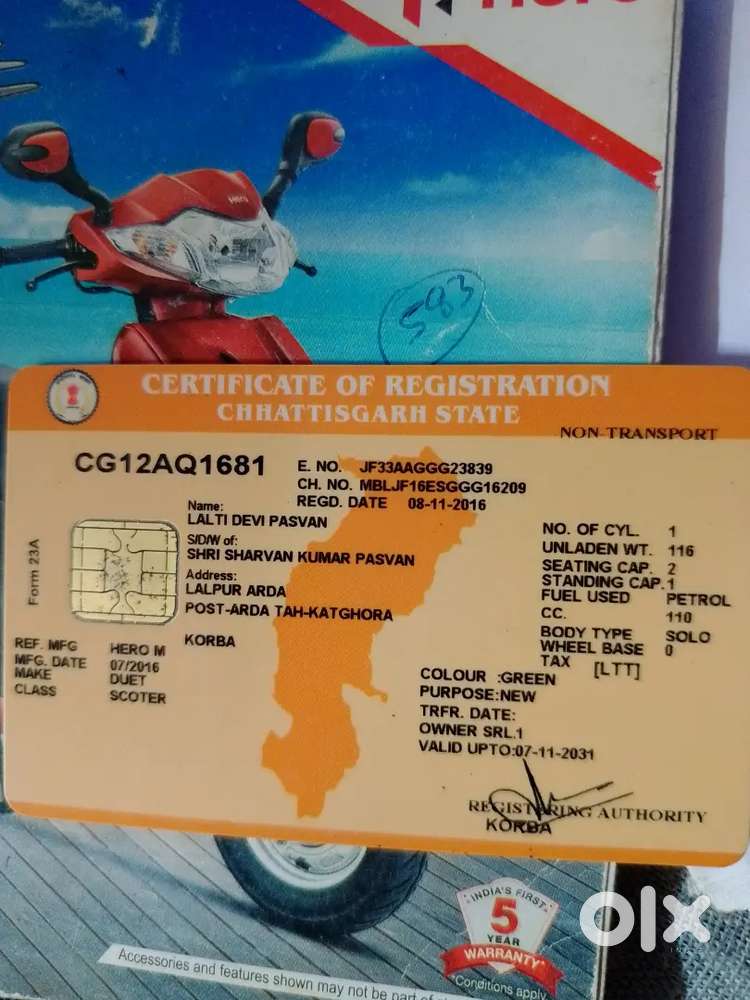 Hero
583
CERTIFICATE OF REGISTRATION
CHHATTISGARH STATE
NON-TRANSPORT
CG12AQ1681
E. NO. JF33AAGGG23839
CH. NO. MBLJF16ESGGG16209
REGD. DATE 08-11-2016
Name:
LALTI DEVI PASVAN
S/D/W of:
SHRI SHARVAN KUMAR PASVAN
Address:
LALPUR ARDA
POST-ARDA TAH-KATGHORA
KORBA
Form 23A
NO. OF CYL. 1
UNLADEN WT. 116
SEATING CAP. 2
STANDING CAP. 1
FUEL USED PETROL
CC. 110
BODY TYPE SOLO
WHEEL BASE 0
TAX [LTT]
REF. MFG HERO M
MFG. DATE 07/2016
MAKE DUET
CLASS SCOTER
COLOUR :GREEN
PURPOSE:NEW
TRFR. DATE:
OWNER SRL.1
VALID UPTO:07-11-2031
REGISTERING AUTHORITY
KORBA
INDIA'S FIRST
5
YEAR
WARRANTY*
*Conditions apply
Accessories and features shown may not be part of
olx